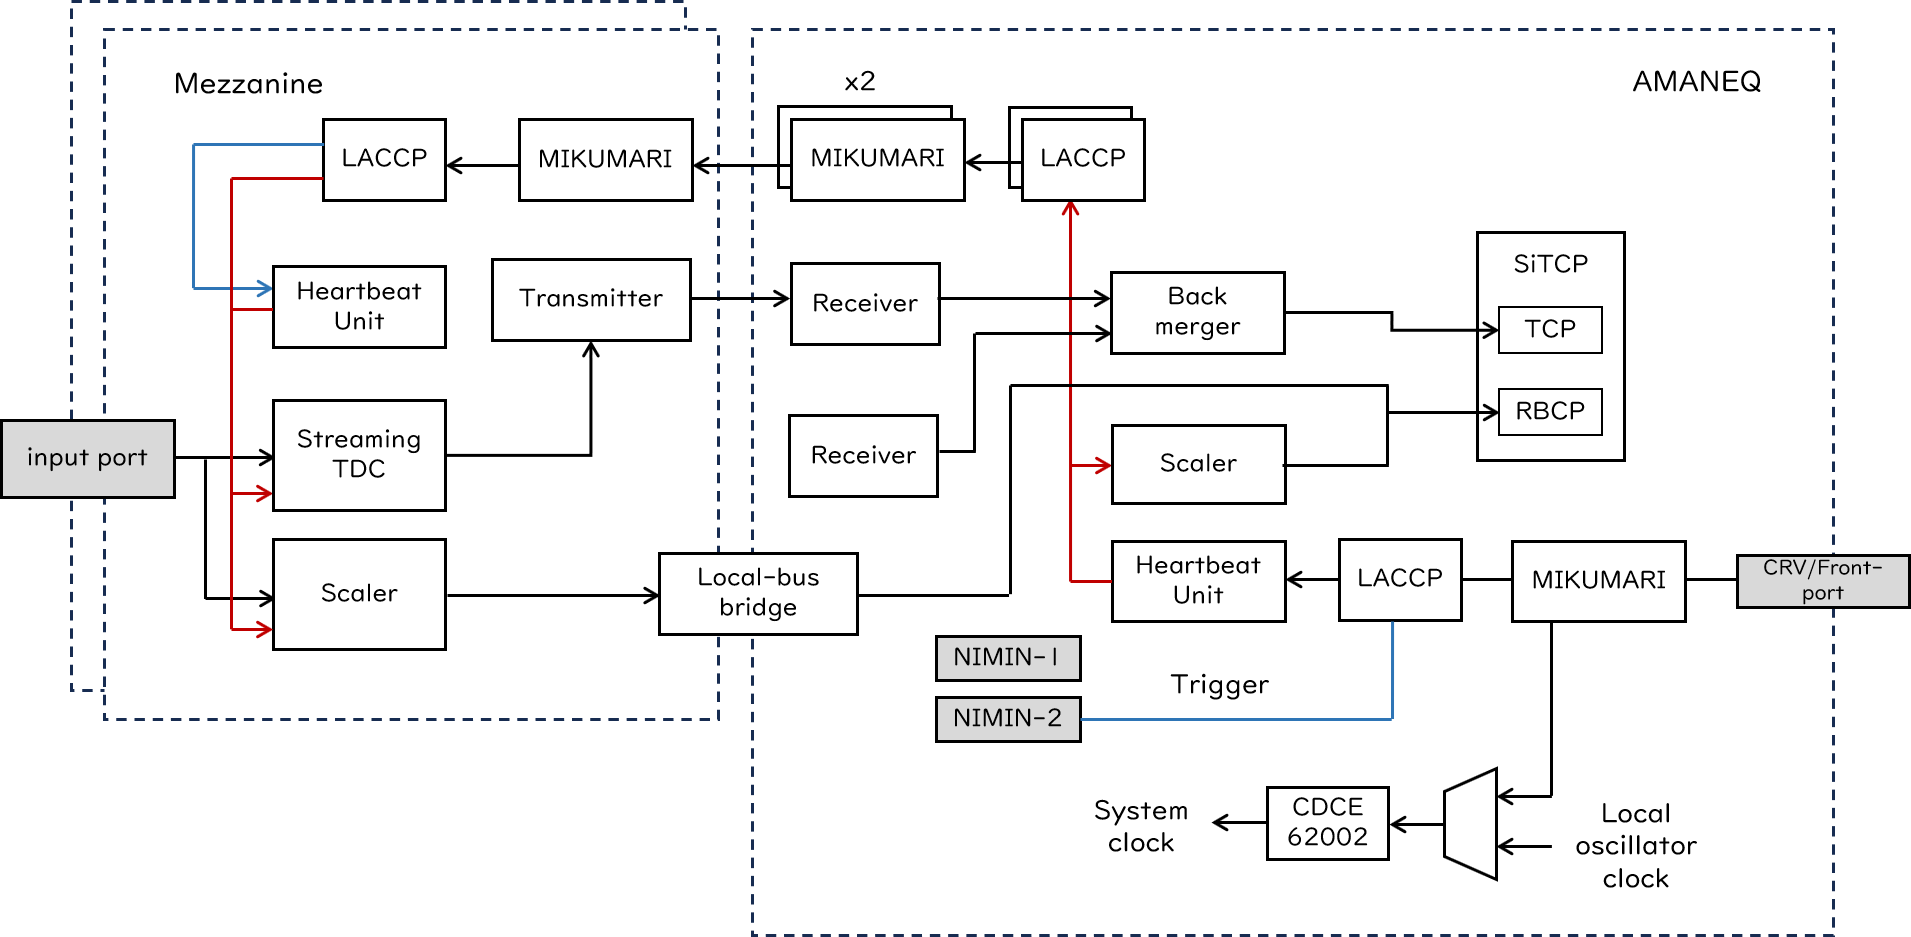 Mezzanine
x2
AMANEQ
LACCP
MIKUMARI
MIKUMARI
LACCP
Heartbeat
Unit
Transmitter
Receiver
Back
merger
SiTCP
TCP
RBCP
input port
Streaming
TDC
Receiver
Scaler
Scaler
Local-bus
bridge
Heartbeat
Unit
LACCP
MIKUMARI
CRV/Front-
port
NIMIN-1
NIMIN-2
Trigger
System
clock
CDCE
62002
Local
oscillator
clock